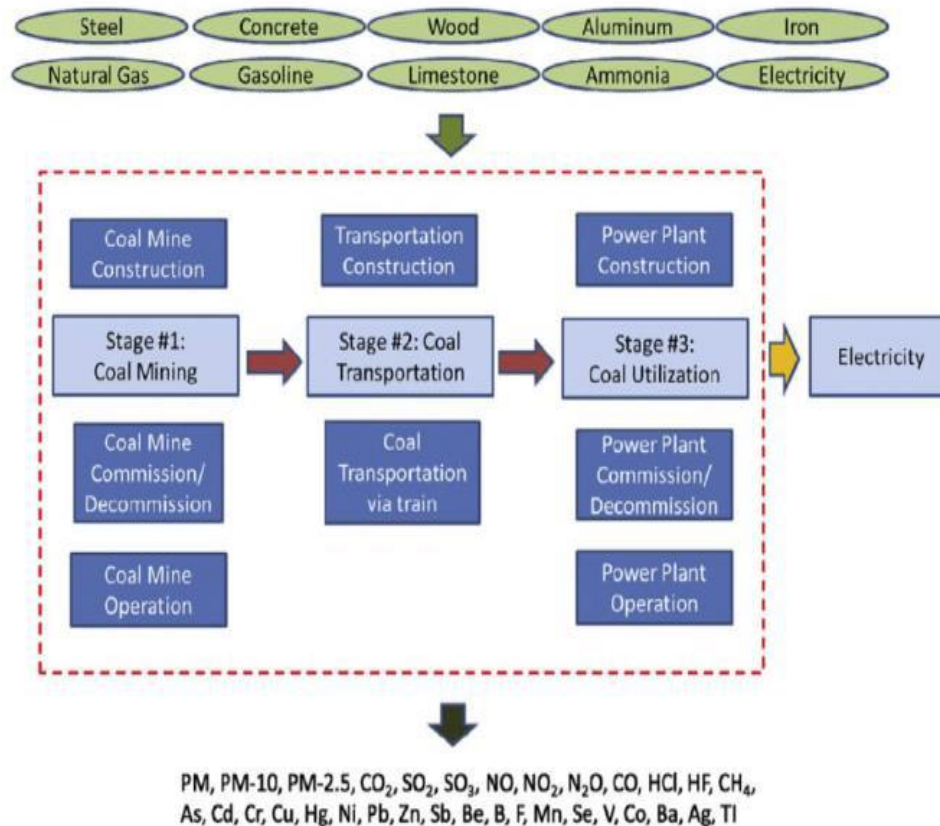 Steel Concrete Wood Aluminum Iron
Natural Gas Gasoline Limestone Ammonia Electricity
Coal Mine
Construction
Transportation
Construction
Power Plant
Construction
Stage #1:
Coal Mining
Stage #2: Coal
Transportation
Stage #3:
Coal Utilization
Electricity
Coal Mine
Commission/
Decommission
Coal
Transportation
via train
Power Plant
Commission/
Decommission
Coal Mine
Operation
Power Plant
Operation
PM, PM-10, PM-2.5, CO₂, SO₂, SO₃, NO, NO₂, N₂O, CO, HCl, HF, CH₄,
As, Cd, Cr, Cu, Hg, Ni, Pb, Zn, Sb, Be, B, F, Mn, Se, V, Co, Ba, Ag, Tl